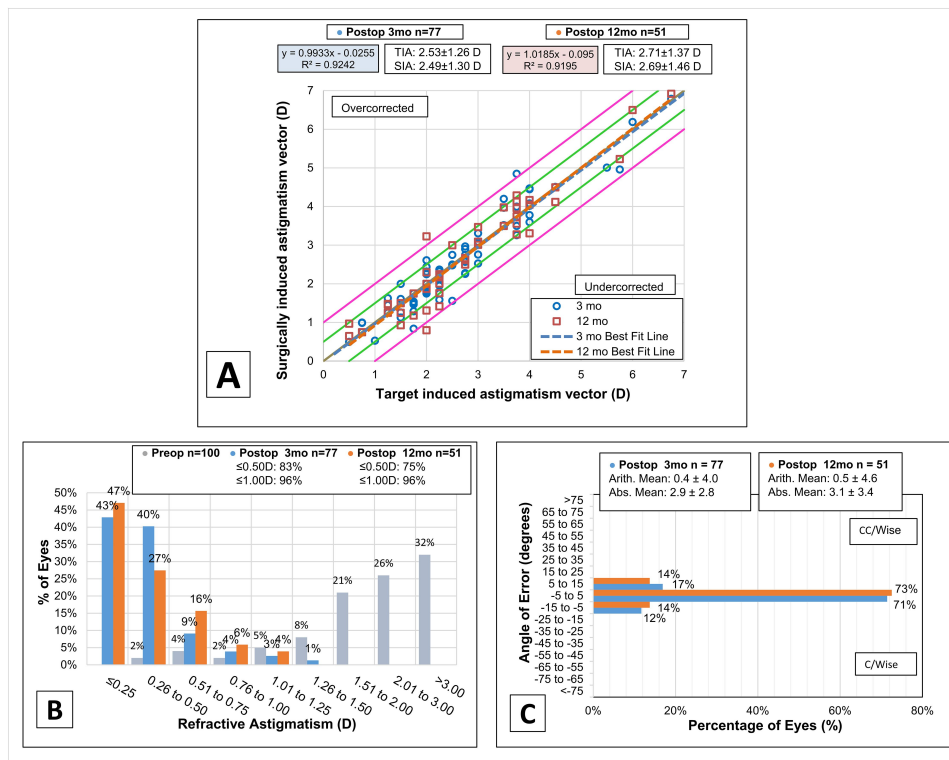 Postop 3mo n=77
Postop 12mo n=51
y = 0.9933x - 0.0255
R² = 0.9242
TIA: 2.53±1.26 D
SIA: 2.49±1.30 D
y = 1.0185x - 0.095
R² = 0.9195
TIA: 2.71±1.37 D
SIA: 2.69±1.46 D
Surgically induced astigmatism vector (D)
7
6
5
4
3
2
1
0
Overcorrected
Undercorrected
3 mo
12 mo
3 mo Best Fit Line
12 mo Best Fit Line
0 1 2 3 4 5 6 7
Target induced astigmatism vector (D)
A
Preop n=100 Postop 3mo n=77 Postop 12mo n=51
≤0.50D: 83% ≤0.50D: 75%
≤1.00D: 96% ≤1.00D: 96%
% of Eyes
50%
45%
40%
35%
30%
25%
20%
15%
10%
5%
0%
43% 47%
2% 40% 27%
4% 9% 16%
2% 4% 6%
5% 3% 4%
8% 1%
21%
26%
32%
≤0.25
0.26 to 0.50
0.51 to 0.75
0.76 to 1.00
1.01 to 1.25
1.26 to 1.50
1.51 to 2.00
2.01 to 3.00
>3.00
Refractive Astigmatism (D)
B
Postop 3mo n = 77
Arith. Mean: 0.4 ± 4.0
Abs. Mean: 2.9 ± 2.8
Postop 12mo n = 51
Arith. Mean: 0.5 ± 4.6
Abs. Mean: 3.1 ± 3.4
Angle of Error (degrees)
>75
65 to 75
55 to 65
45 to 55
35 to 45
25 to 35
15 to 25
5 to 15
-5 to 5
-15 to -5
-25 to -15
-35 to -25
-45 to -35
-55 to -45
-65 to -55
-75 to -65
<-75
CC/Wise
14%
17%
73%
71%
14%
12%
C/Wise
0% 20% 40% 60% 80%
Percentage of Eyes (%)
C